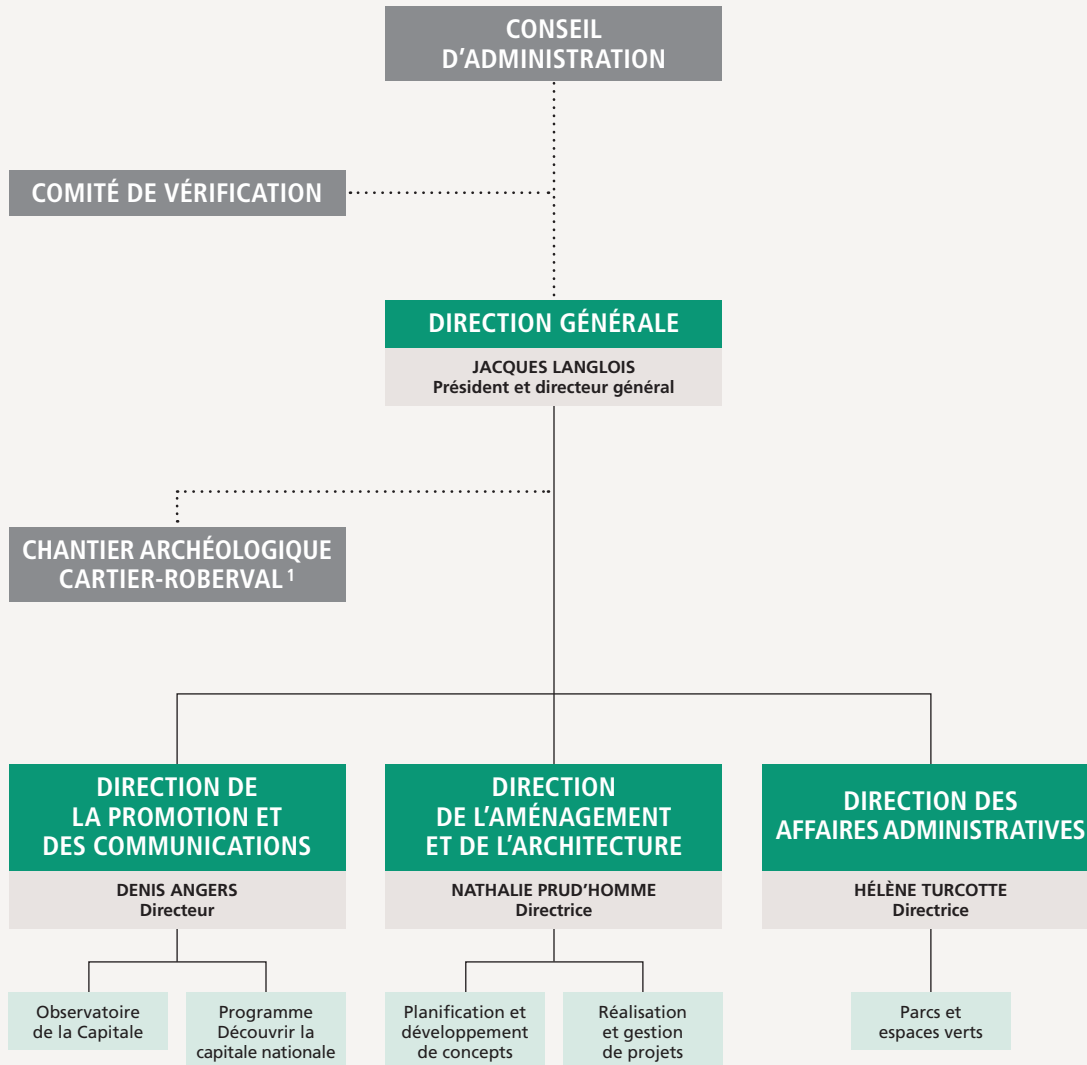 CONSEIL
D'ADMINISTRATION
COMITÉ DE VÉRIFICATION
DIRECTION GÉNÉRALE
JACQUES LANGLOIS
Président et directeur général
CHANTIER ARCHÉOLOGIQUE
CARTIER-ROBERVAL 1
DIRECTION DE
LA PROMOTION ET
DES COMMUNICATIONS
DENIS ANGERS
Directeur
DIRECTION
DE L'AMÉNAGEMENT
ET DE L'ARCHITECTURE
NATHALIE PRUD'HOMME
Directrice
DIRECTION DES
AFFAIRES ADMINISTRATIVES
HÉLÈNE TURCOTTE
Directrice
Observatoire
de la Capitale
Programme
Découvrir la
capitale nationale
Planification et
développement
de concepts
Réalisation
et gestion
de projets
Parcs et
espaces verts